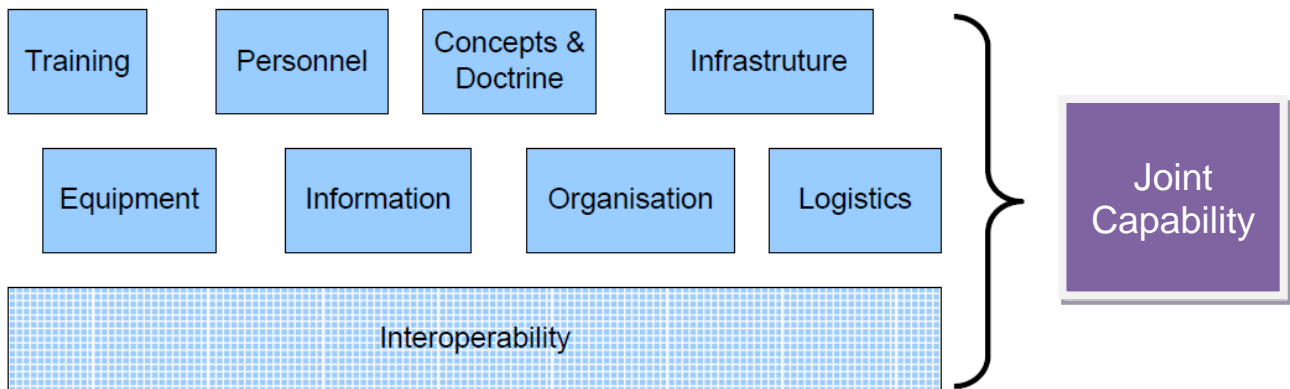 Training
Personnel
Concepts &
Doctrine
Infrastruture
Equipment
Information
Organisation
Logistics
Interoperability
Joint
Capability